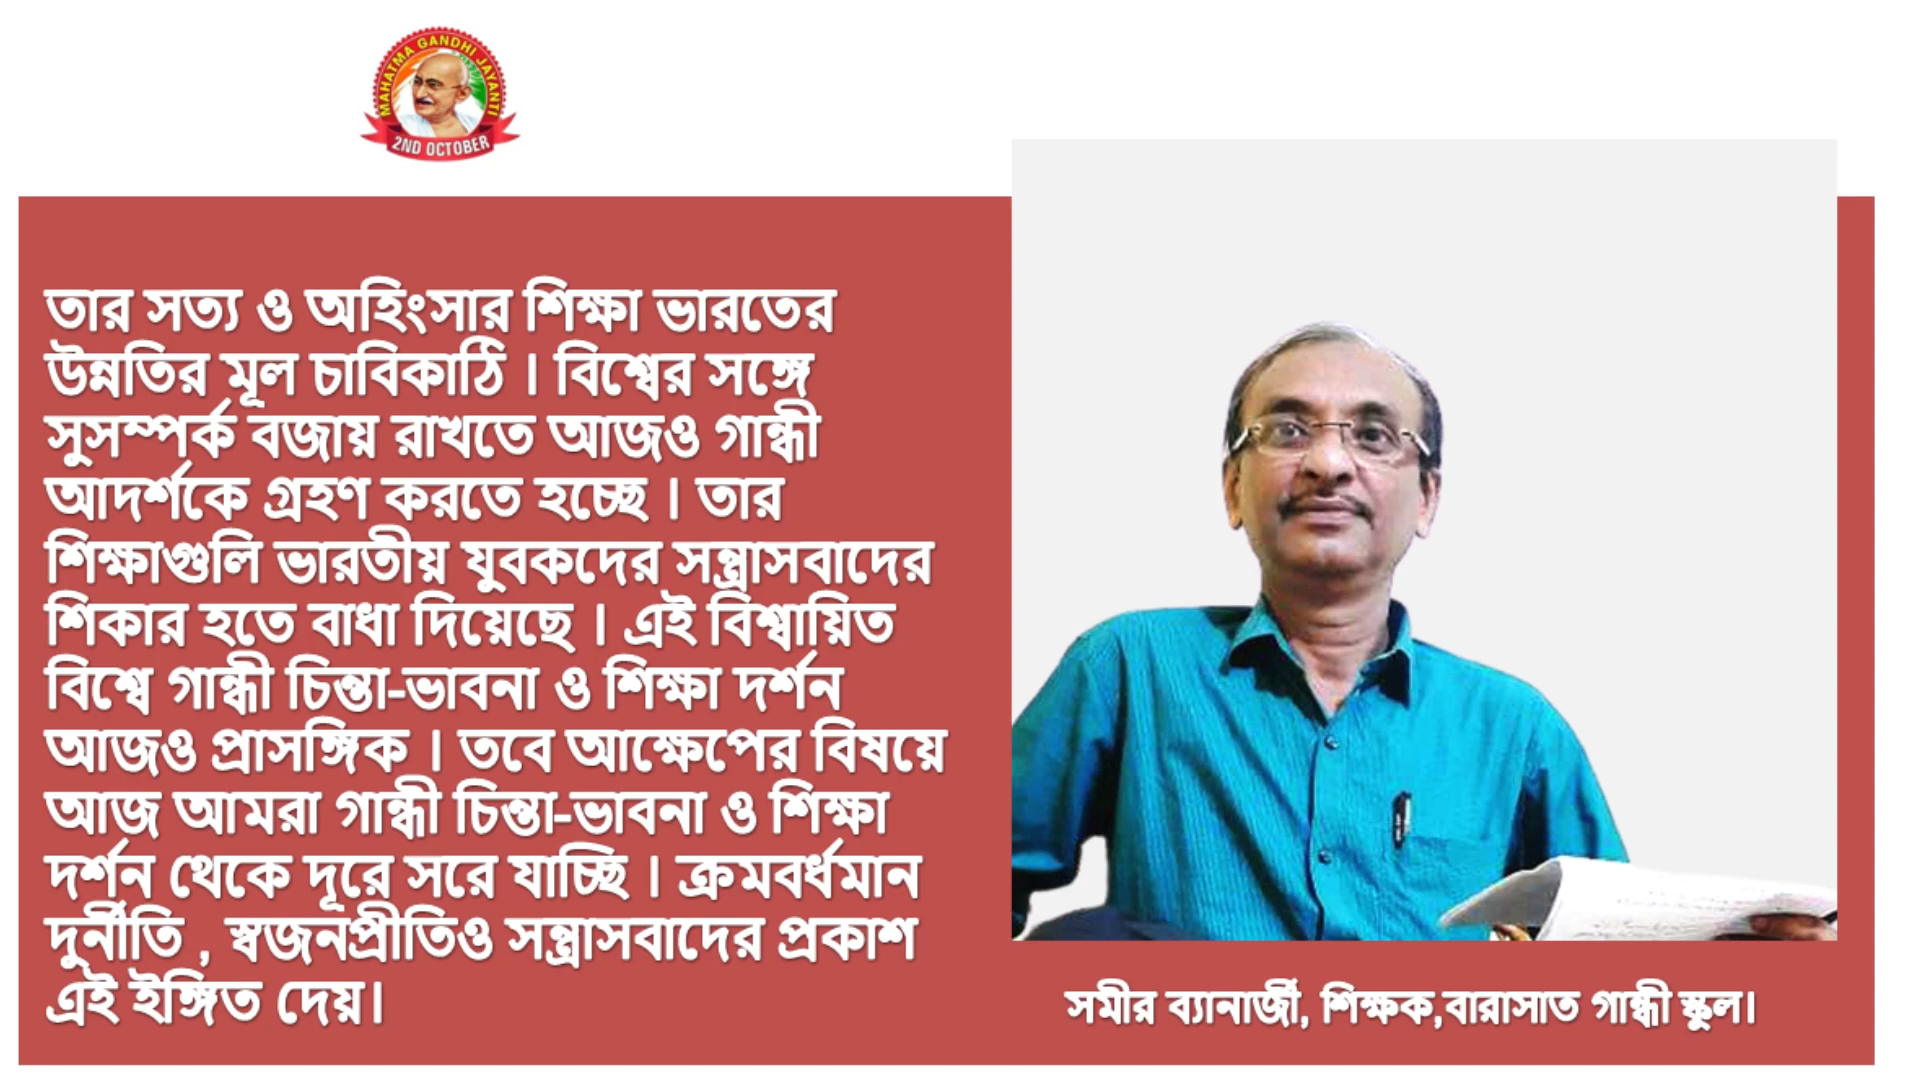 MAHATMA GANDHI JAYANTI
2ND OCTOBER
তার সত্য ও অহিংসার শিক্ষা ভারতের
উন্নতির মূল চাবিকাঠি । বিশ্বের সঙ্গে
সুসম্পর্ক বজায় রাখতে আজও গান্ধী
আদর্শকে গ্রহণ করতে হচ্ছে । তার
শিক্ষাগুলি ভারতীয় যুবকদের সন্ত্রাসবাদের
শিকার হতে বাধা দিয়েছে । এই বিশ্বায়িত
বিশ্বে গান্ধী চিন্তা-ভাবনা ও শিক্ষা দর্শন
আজও প্রাসঙ্গিক । তবে আক্ষেপের বিষয়ে
আজ আমরা গান্ধী চিন্তা-ভাবনা ও শিক্ষা
দর্শন থেকে দূরে সরে যাচ্ছি । ক্রমবর্ধমান
দুর্নীতি , স্বজনপ্রীতিও সন্ত্রাসবাদের প্রকাশ
এই ইঙ্গিত দেয়।
সমীর ব্যানার্জী, শিক্ষক,বারাসাত গান্ধী স্কুল।